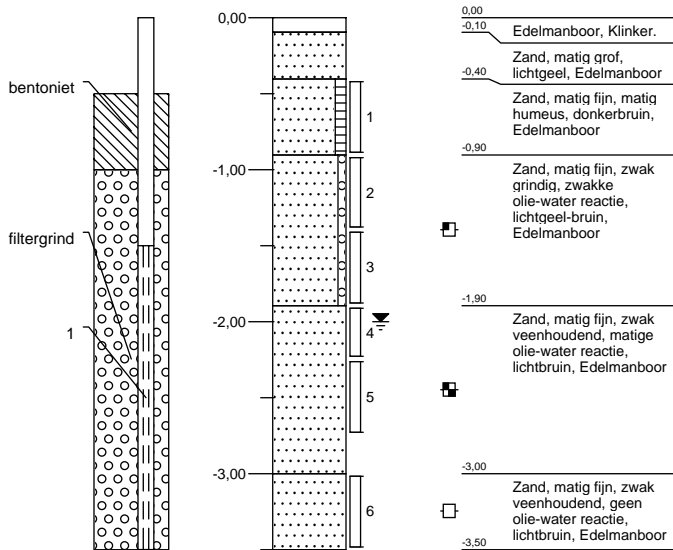 bentoniet
filtergrind
1
0,00
-1,00
-2,00
-3,00
1
2
3
4
5
6
0,00
-0,10
Edelmanboor, Klinker.
Zand, matig grof,
lichtgeel, Edelmanboor
-0,40
Zand, matig fijn, matig
humeus, donkerbruin,
Edelmanboor
-0,90
Zand, matig fijn, zwak
grindig, zwakke
olie-water reactie,
lichtgeel-bruin,
Edelmanboor
-1,90
Zand, matig fijn, zwak
veenhoudend, matige
olie-water reactie,
lichtbruin, Edelmanboor
-3,00
Zand, matig fijn, zwak
veenhoudend, geen
olie-water reactie,
lichtbruin, Edelmanboor
-3,50